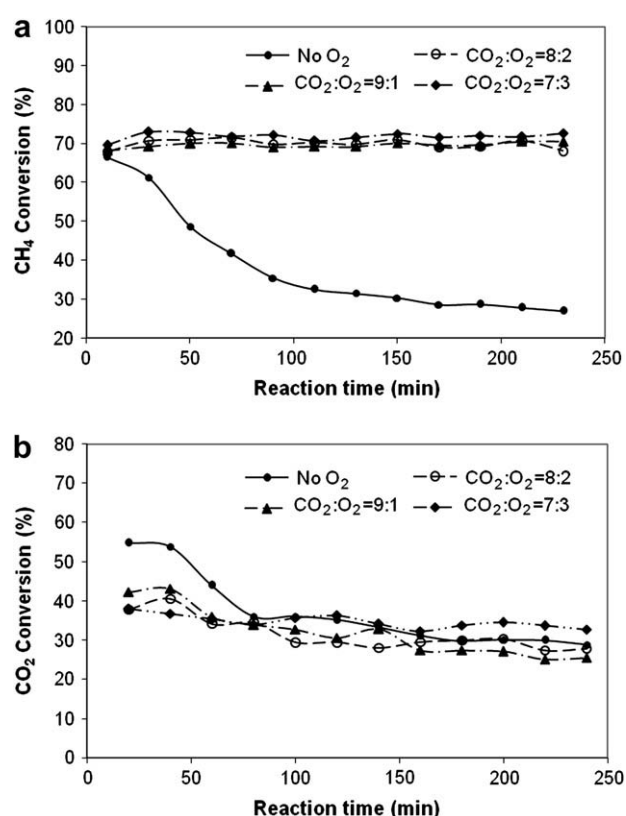 a
100
90
80
70
60
50
40
30
20
CH₄ Conversion (%)
No O₂
CO₂:O₂=8:2
CO₂:O₂=9:1
CO₂:O₂=7:3
0 50 100 150 200 250
Reaction time (min)
b
80
70
60
50
40
30
20
10
0
CO₂ Conversion (%)
No O₂
CO₂:O₂=8:2
CO₂:O₂=9:1
CO₂:O₂=7:3
0 50 100 150 200 250
Reaction time (min)